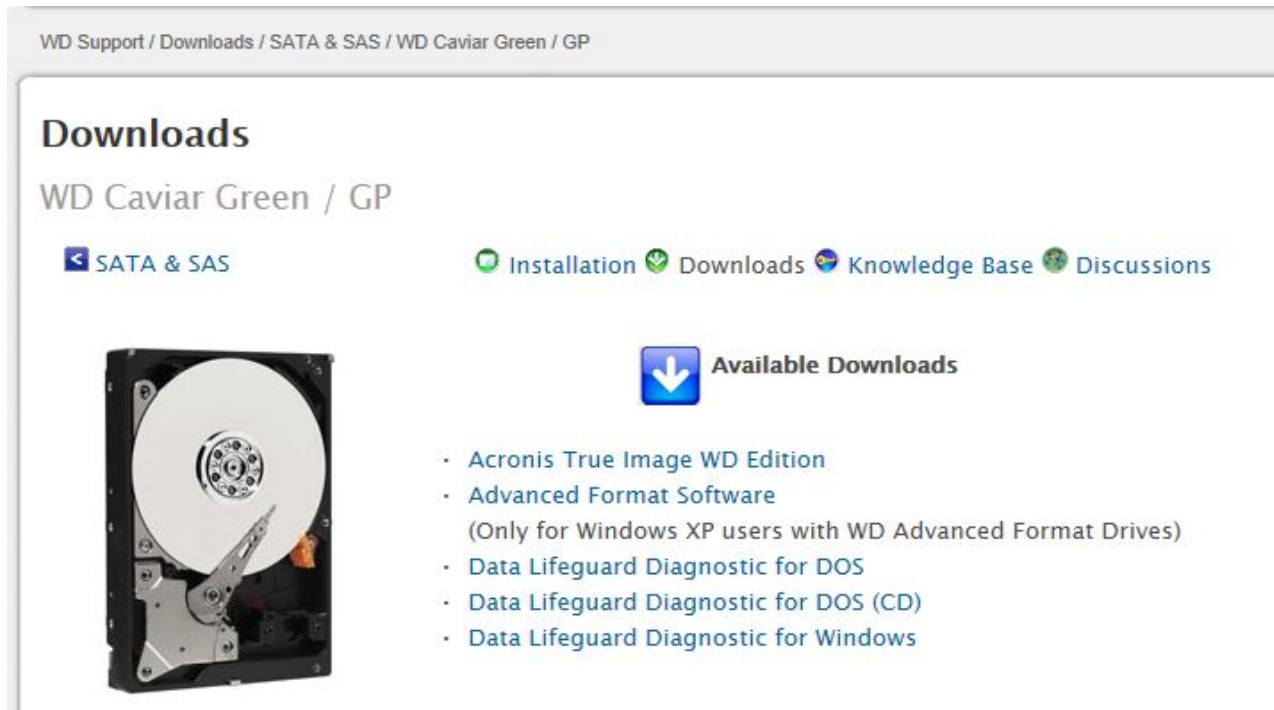 WD Support / Downloads / SATA & SAS / WD Caviar Green / GP
Downloads
WD Caviar Green / GP
SATA & SAS
Installation Downloads Knowledge Base Discussions
Available Downloads
· Acronis True Image WD Edition
· Advanced Format Software
(Only for Windows XP users with WD Advanced Format Drives)
· Data Lifeguard Diagnostic for DOS
· Data Lifeguard Diagnostic for DOS (CD)
· Data Lifeguard Diagnostic for Windows